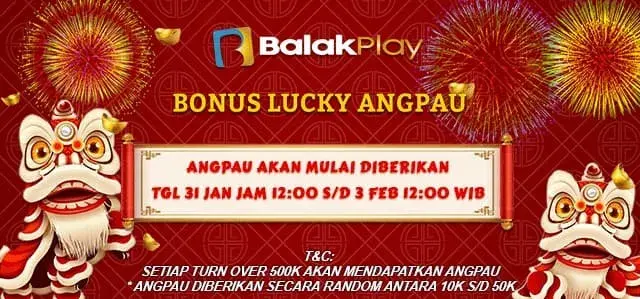 BalakPlay
BONUS LUCKY ANGPAU
ANGPAU AKAN MULAI DIBERIKAN
TGL 31 JAN JAM 12:00 S/D 3 FEB 12:00 WIB
T&C:
SETIAP TURN OVER 500K AKAN MENDAPATKAN ANGPAU
* ANGPAU DIBERIKAN SECARA RANDOM ANTARA 10K S/D 50K